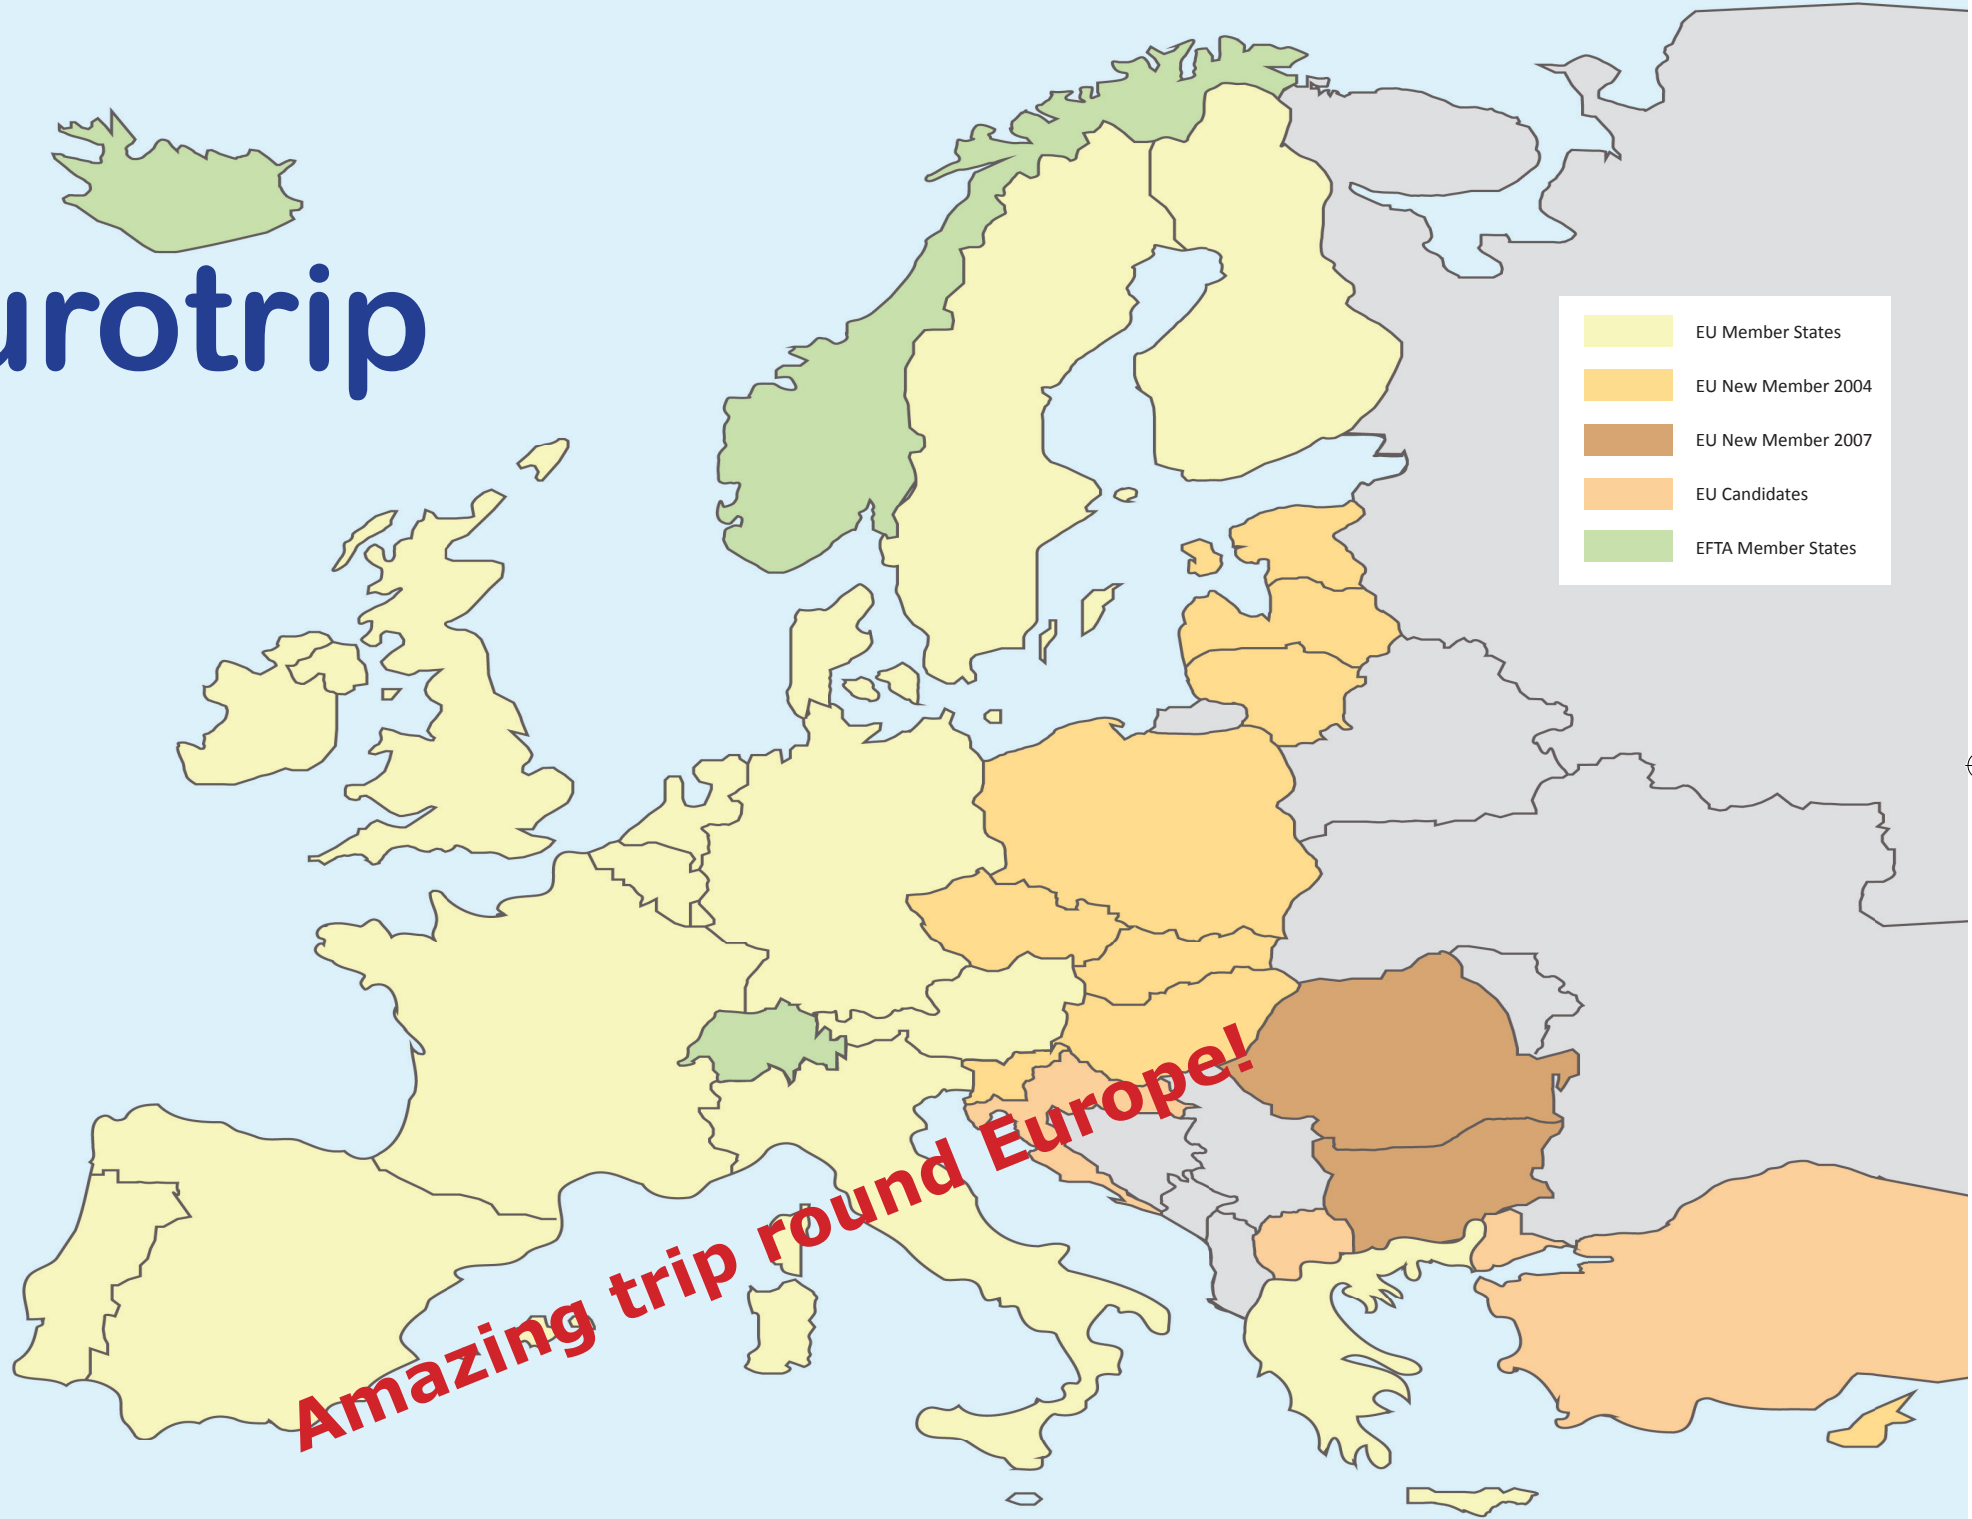 urotrip
EU Member States
EU New Member 2004
EU New Member 2007
EU Candidates
EFTA Member States
Amazing trip round Europe!